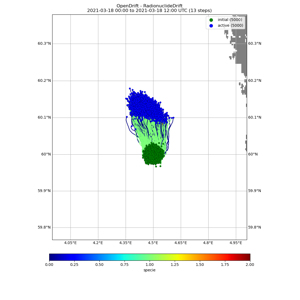 OpenDrift - RadionuclideDrift
2021-03-18 00:00 to 2021-03-18 12:00 UTC (13 steps)
initial (5000)
active (5000)
60.3°N
60.3°N
60.2°N
60.2°N
60.1°N
60.1°N
60°N
60°N
59.9°N
59.9°N
59.8°N
59.8°N
4.05°E
4.2°E
4.35°E
4.5°E
4.65°E
4.8°E
4.95°E
0.00
0.25
0.50
0.75
1.00
1.25
1.50
1.75
2.00
specie